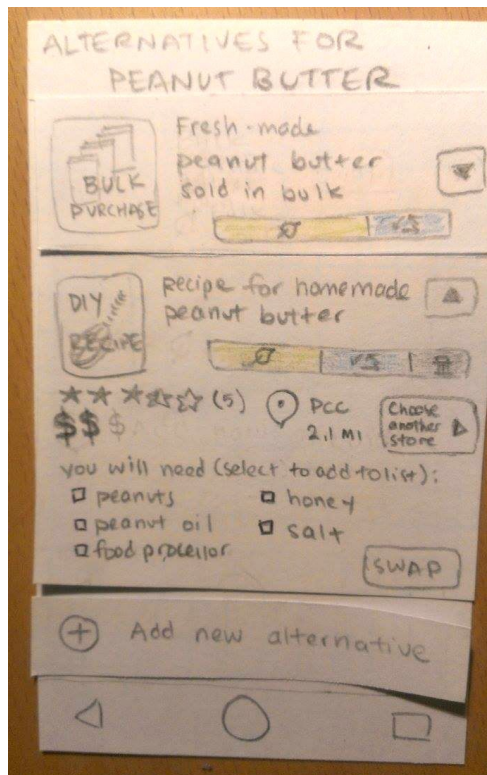 ALTERNATIVES FOR
PEANUT BUTTER
BULK
PURCHASE
Fresh-made
peanut butter
sold in bulk
DIY
RECIPE
recipe for homemade
peanut butter
(5)
PCC
2.1 MI
Choose
another
store
$$$
you will need (select to add to list):
peanuts
honey
peanut oil
salt
food processor
SWAP
Add new alternative